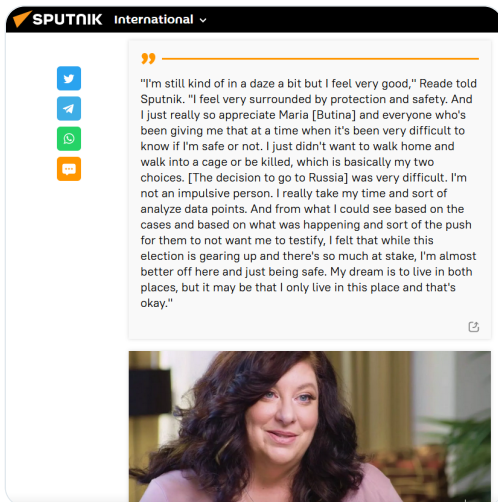 SPUTNIK International
"I'm still kind of in a daze a bit but I feel very good," Reade told
Sputnik. "I feel very surrounded by protection and safety. And
I just really so appreciate Maria [Butina] and everyone who's
been giving me that at a time when it's been very difficult to
know if I'm safe or not. I just didn't want to walk home and
walk into a cage or be killed, which is basically my two
choices. [The decision to go to Russia] was very difficult. I'm
not an impulsive person. I really take my time and sort of
analyze data points. And from what I could see based on the
cases and based on what was happening and sort of the push
for them to not want me to testify, I felt that while this
election is gearing up and there's so much at stake, I'm almost
better off here and just being safe. My dream is to live in both
places, but it may be that I only live in this place and that's
okay."